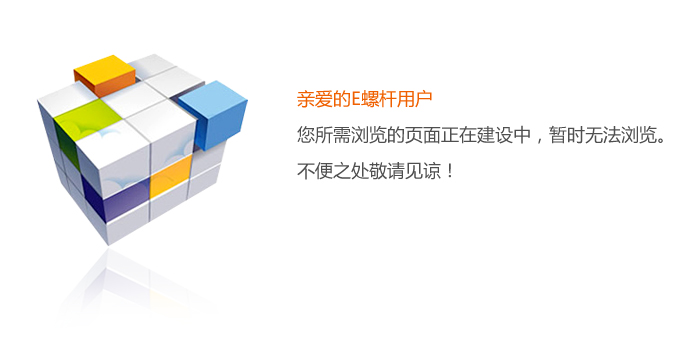 亲爱的E螺杆用户
您所需浏览的页面正在建设中，暂时无法浏览。
不便之处敬请见谅！